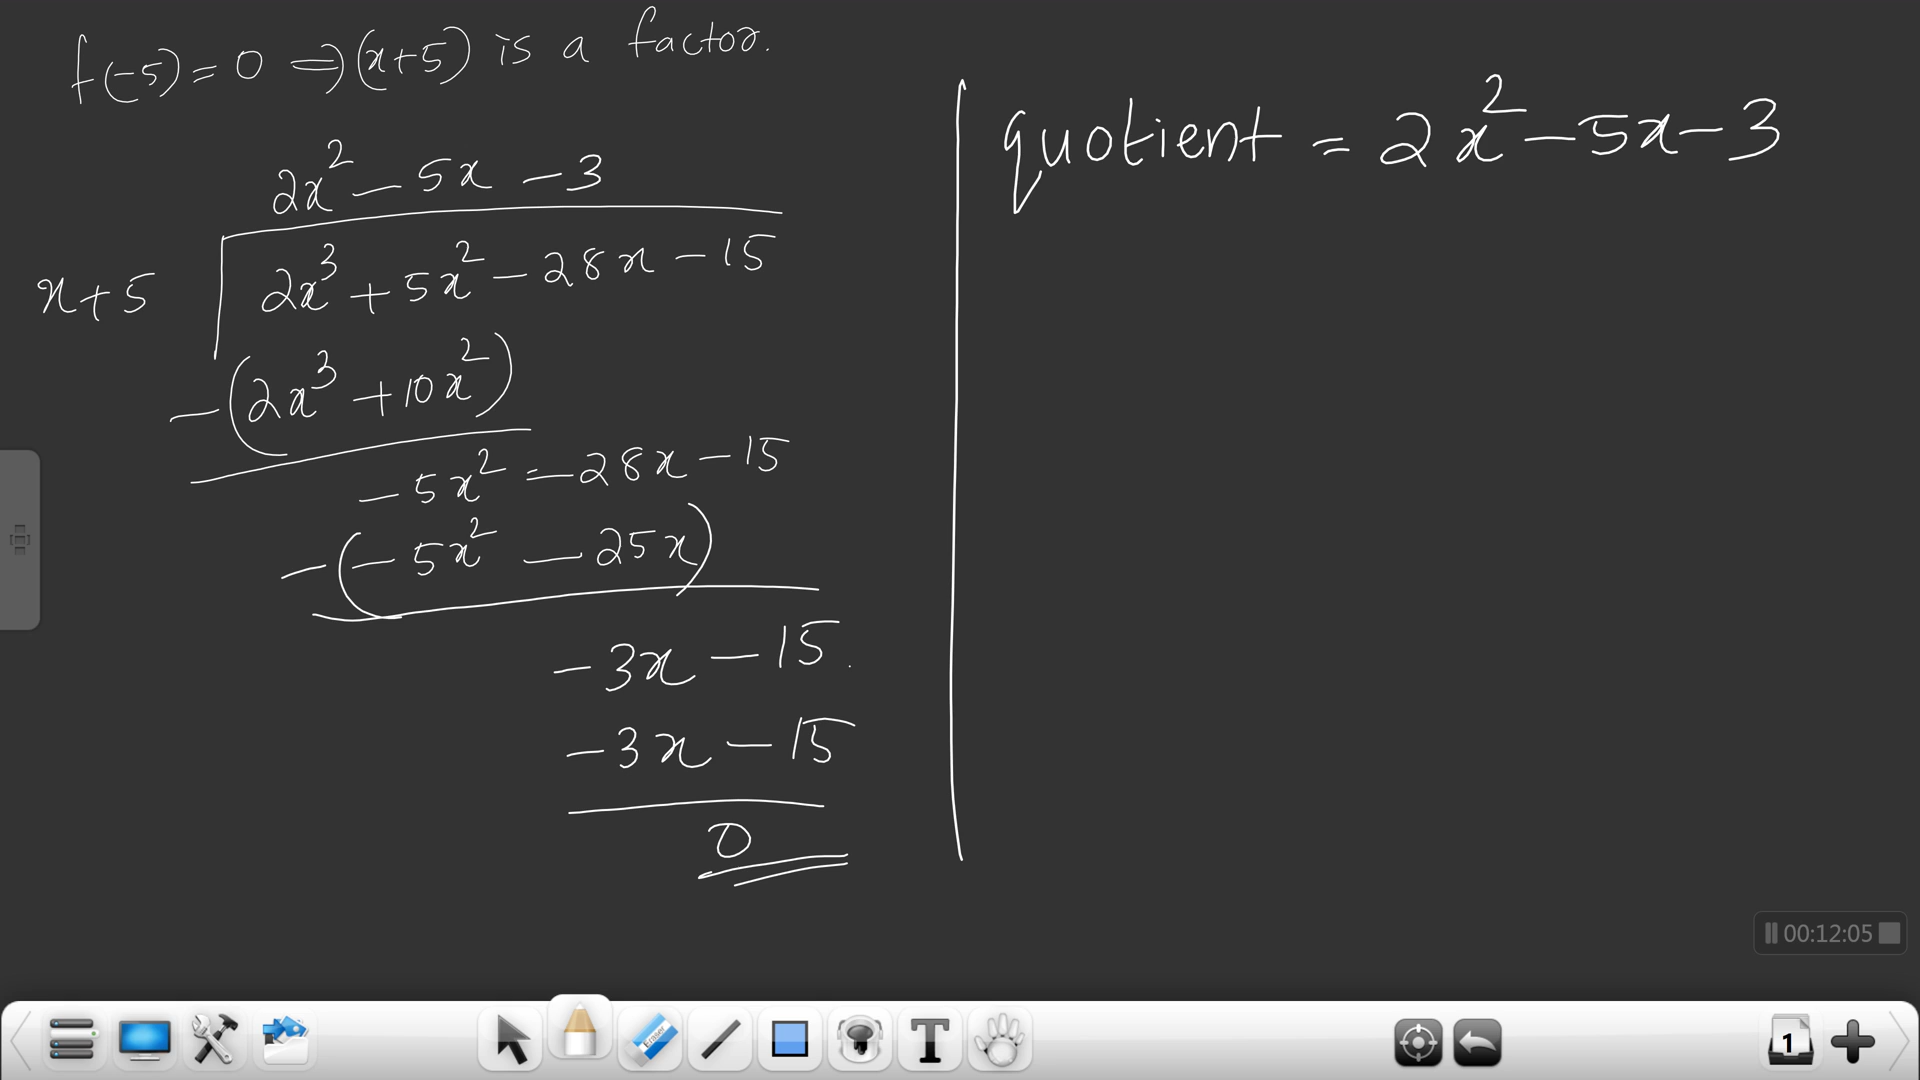 f(-5) = 0 ⇒ (x+5) is a factor.
2x² - 5x - 3
x+5
2x³ + 5x² - 28x - 15
-(2x³ + 10x²)
-5x² = -28x - 15
-(-5x² - 25x)
-3x - 15.
-3x - 15
0
quotient = 2x² - 5x - 3
00:12:05
Eraser
T
1